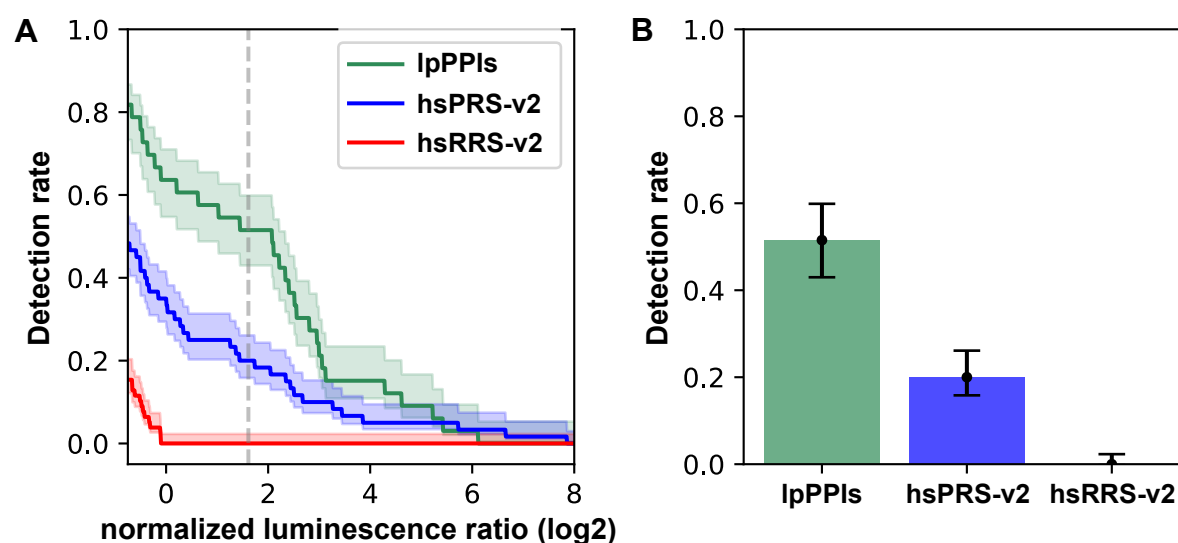 A
Detection rate
1.0
0.8
0.6
0.4
0.2
0.0
0 2 4 6 8
normalized luminescence ratio (log2)
lpPPIs
hsPRS-v2
hsRRS-v2
B
Detection rate
1.0
0.8
0.6
0.4
0.2
0.0
lpPPIs hsPRS-v2 hsRRS-v2